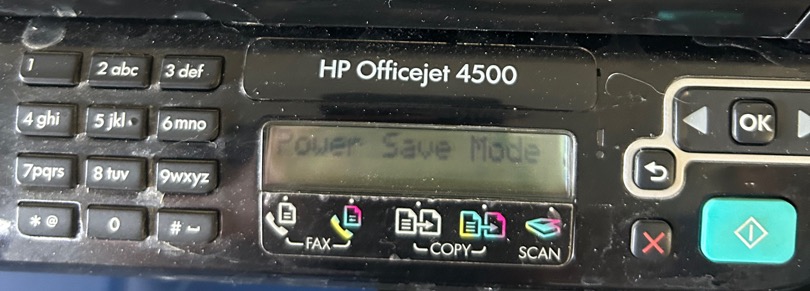 HP Officejet 4500
1
2 abc
3 def
4 ghi
5 jkl
6 mno
7pqrs
8 tuv
9wxyz
* @
0
#
Power Save Mode
FAX
COPY
SCAN
OK